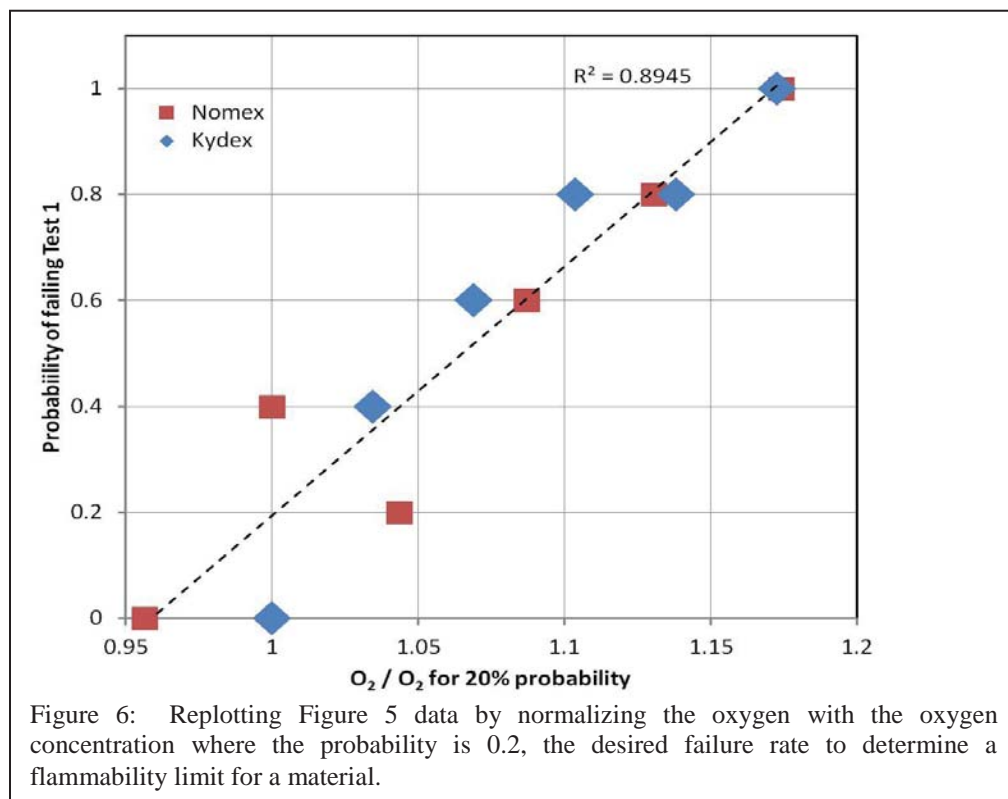 R² = 0.8945
Nomex
Kydex
1
0.8
0.6
0.4
0.2
0
Probability of failing Test 1
0.95 1 1.05 1.1 1.15 1.2
O₂ / O₂ for 20% probability
Figure 6: Replotting Figure 5 data by normalizing the oxygen with the oxygen
concentration where the probability is 0.2, the desired failure rate to determine a
flammability limit for a material.